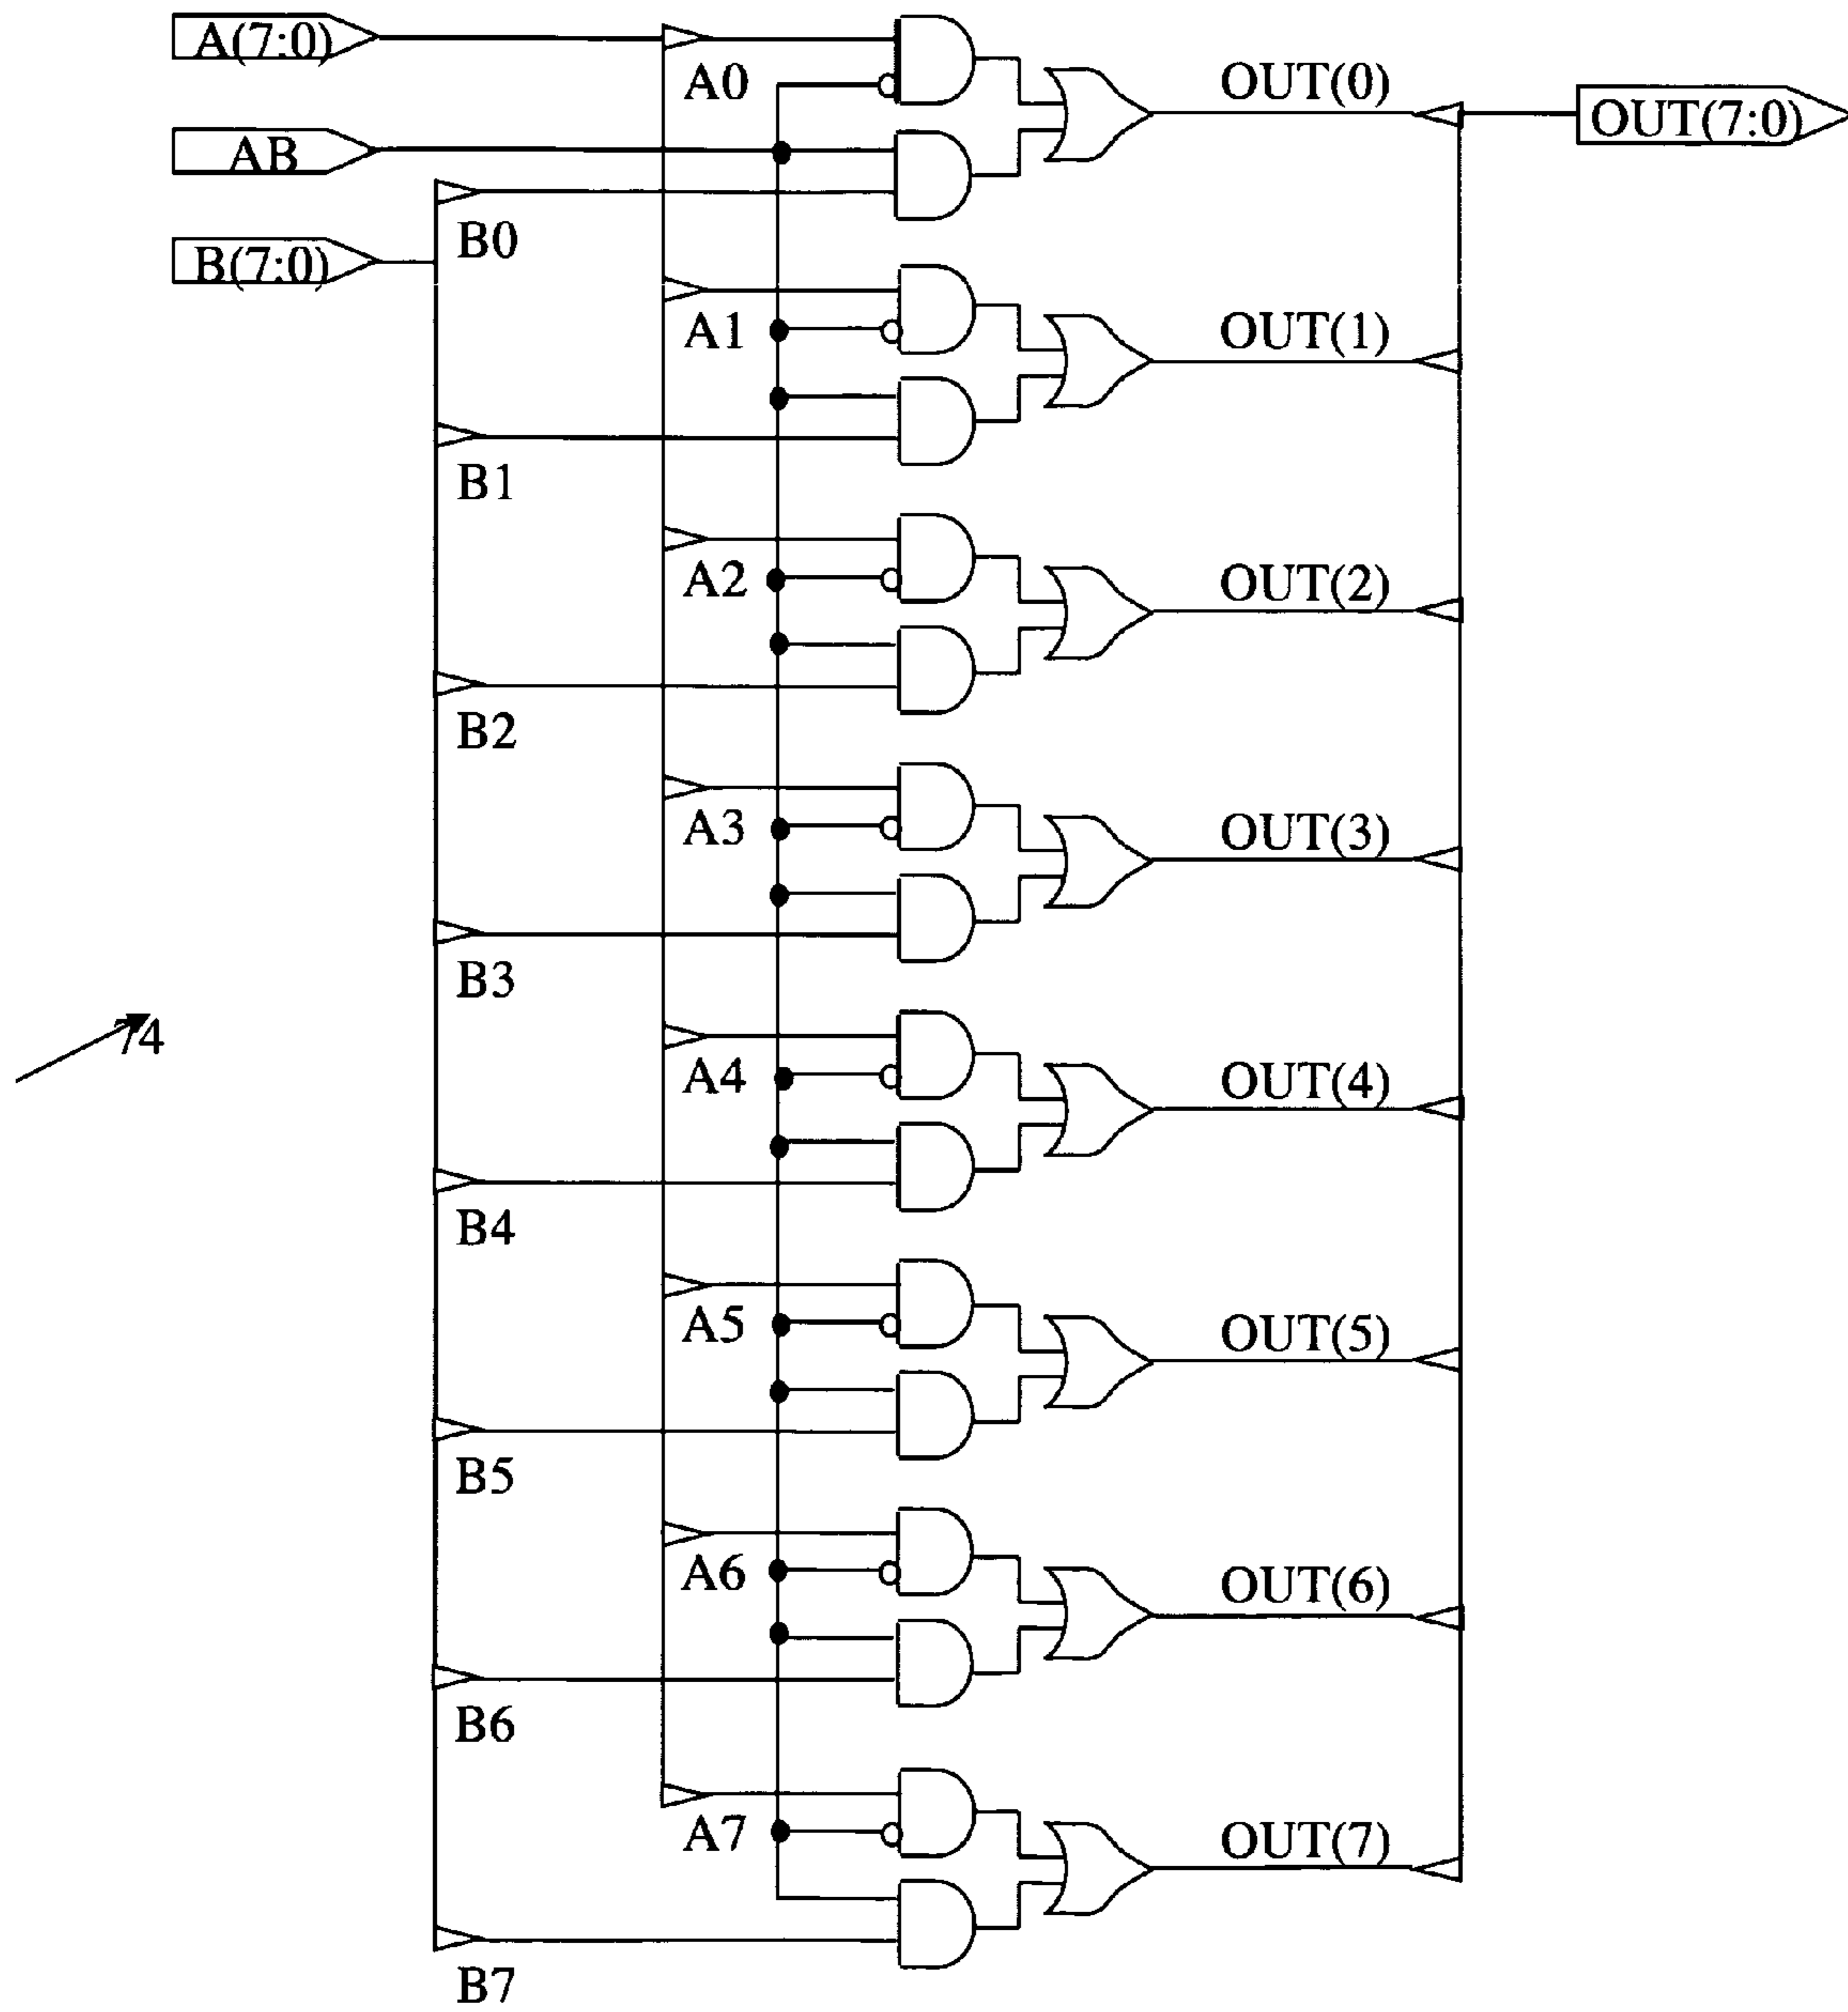 A(7:0)
A0
OUT(0)
OUT(7:0)
AB
B0
B(7:0)
A1
OUT(1)
B1
A2
OUT(2)
B2
A3
OUT(3)
B3
74
A4
OUT(4)
B4
A5
OUT(5)
B5
A6
OUT(6)
B6
A7
OUT(7)
B7